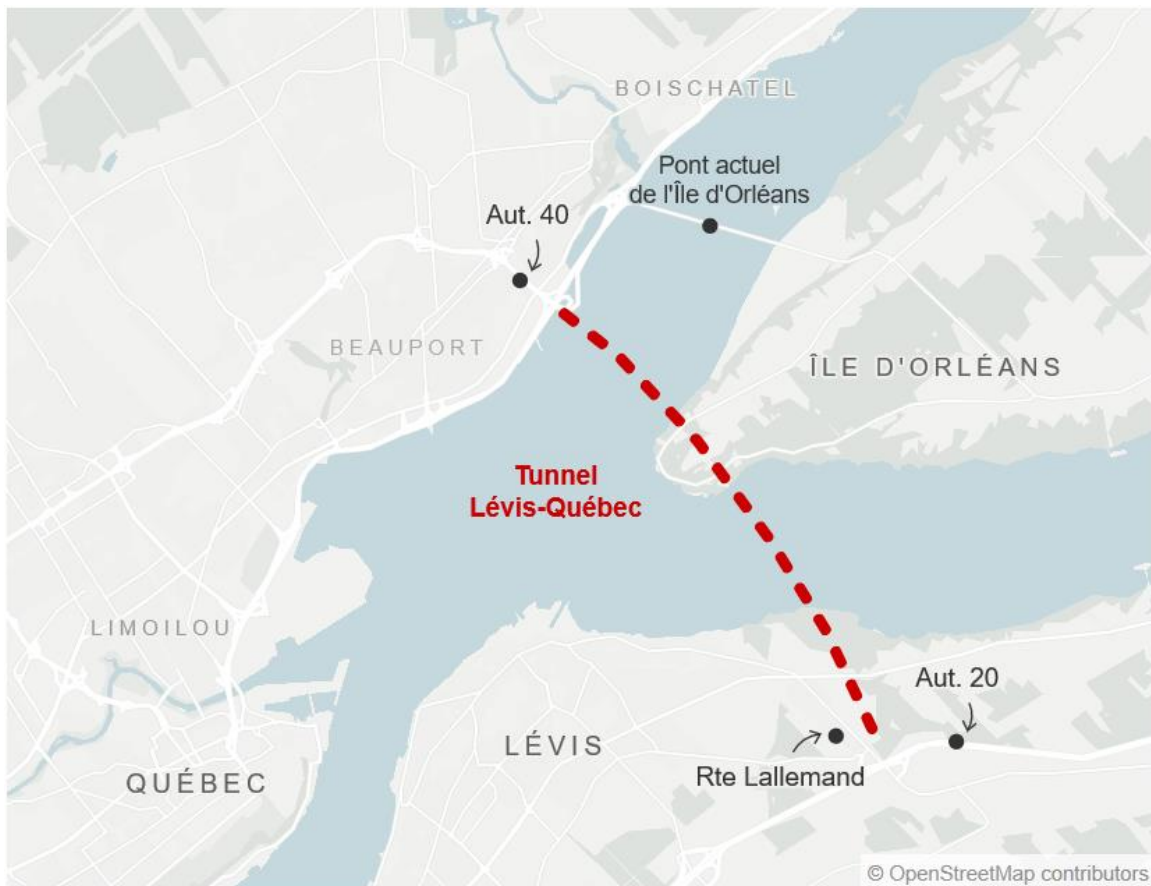 BOISCHATEL
Pont actuel
de l'Île d'Orléans
Aut. 40
BEAUPORT
ÎLE D'ORLÉANS
Tunnel
Lévis-Québec
LIMOILOU
Aut. 20
LÉVIS
Rte Lallemand
QUÉBEC
© OpenStreetMap contributors